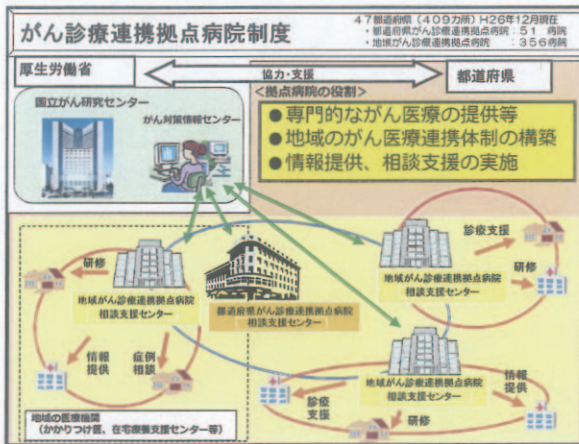 がん診療連携拠点病院制度
47都道府県(409カ所)H26年12月現在
・都道府県がん診療連携拠点病院:51 病院
・地域がん診療連携拠点病院 :356病院
厚生労働省
協力・支援
都道府県
国立がん研究センター
がん対策情報センター
<拠点病院の役割>
●専門的ながん医療の提供等
●地域のがん医療連携体制の構築
●情報提供、相談支援の実施
研修
地域がん診療連携拠点病院
相談支援センター
情報
提供
症例
相談
都道府県がん診療連携拠点病院
相談支援センター
診療支援
研修
地域がん診療連携拠点病院
相談支援センター
地域がん診療連携拠点病院
相談支援センター
診療
支援
研修
情報
提供
地域の医療機関
(かかりつけ医、在宅療養支援センター等)